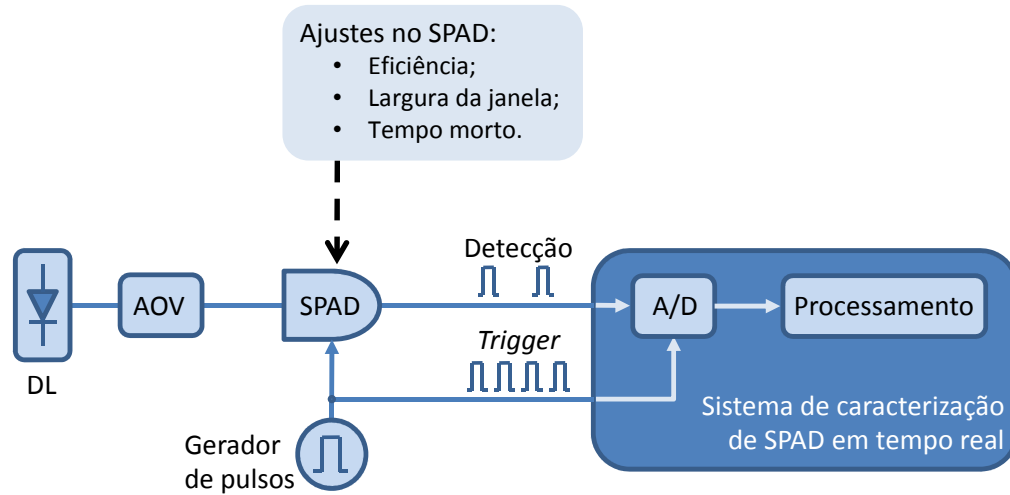 Ajustes no SPAD:
• Eficiência;
• Largura da janela;
• Tempo morto.
Detecção
AOV
SPAD
A/D
Processamento
Trigger
DL
Sistema de caracterização
de SPAD em tempo real
Gerador
de pulsos